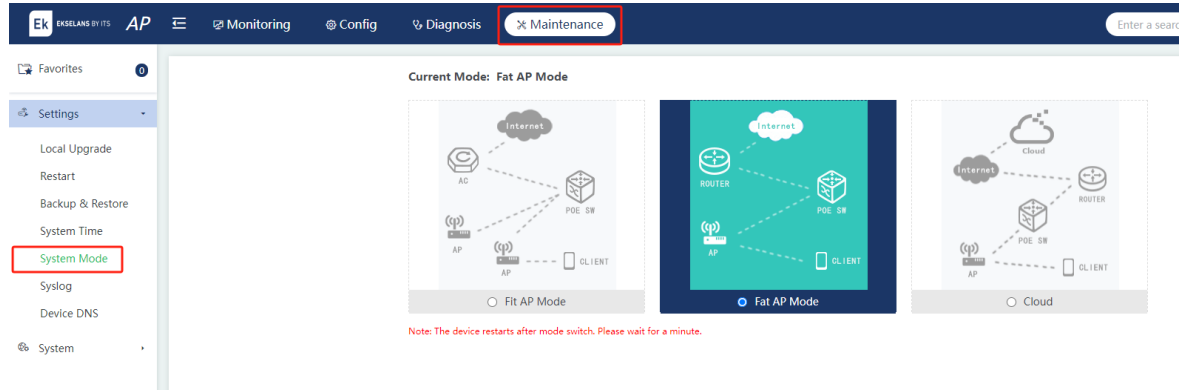 Ek EKSELANS BY ITS AP Monitoring Config Diagnosis Maintenance Enter a sear
Favorites 0
Settings
Local Upgrade
Restart
Backup & Restore
System Time
System Mode
Syslog
Device DNS
System
Current Mode: Fat AP Mode
Internet
AC
POE SW
AP
AP
CLIENT
Fit AP Mode
Internet
ROUTER
POE SW
AP
CLIENT
Fat AP Mode
Cloud
Internet
ROUTER
POE SW
AP
CLIENT
Cloud
Note: The device restarts after mode switch. Please wait for a minute.